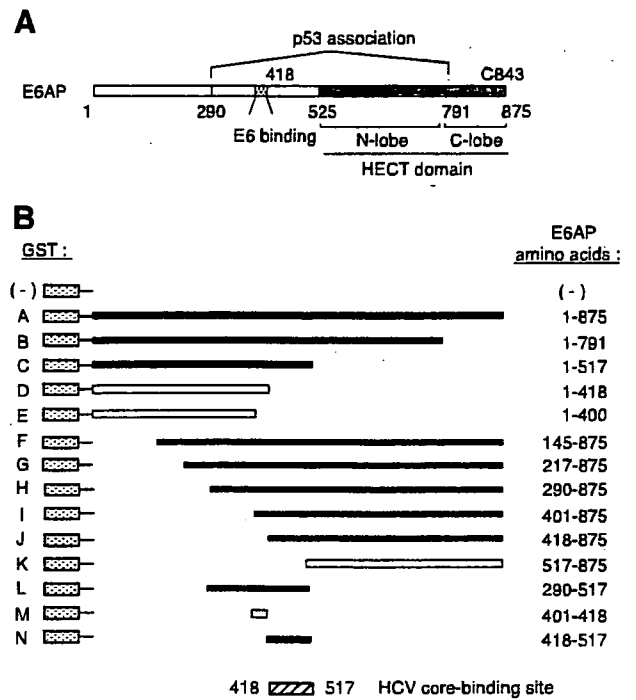 A
p53 association
418 C843
E6AP
1 290 525 791 875
E6 binding
N-lobe C-lobe
HECT domain
B
GST :
E6AP
amino acids :
(-) (-)
A 1-875
B 1-791
C 1-517
D 1-418
E 1-400
F 145-875
G 217-875
H 290-875
I 401-875
J 418-875
K 517-875
L 290-517
M 401-418
N 418-517
418 517 HCV core-binding site